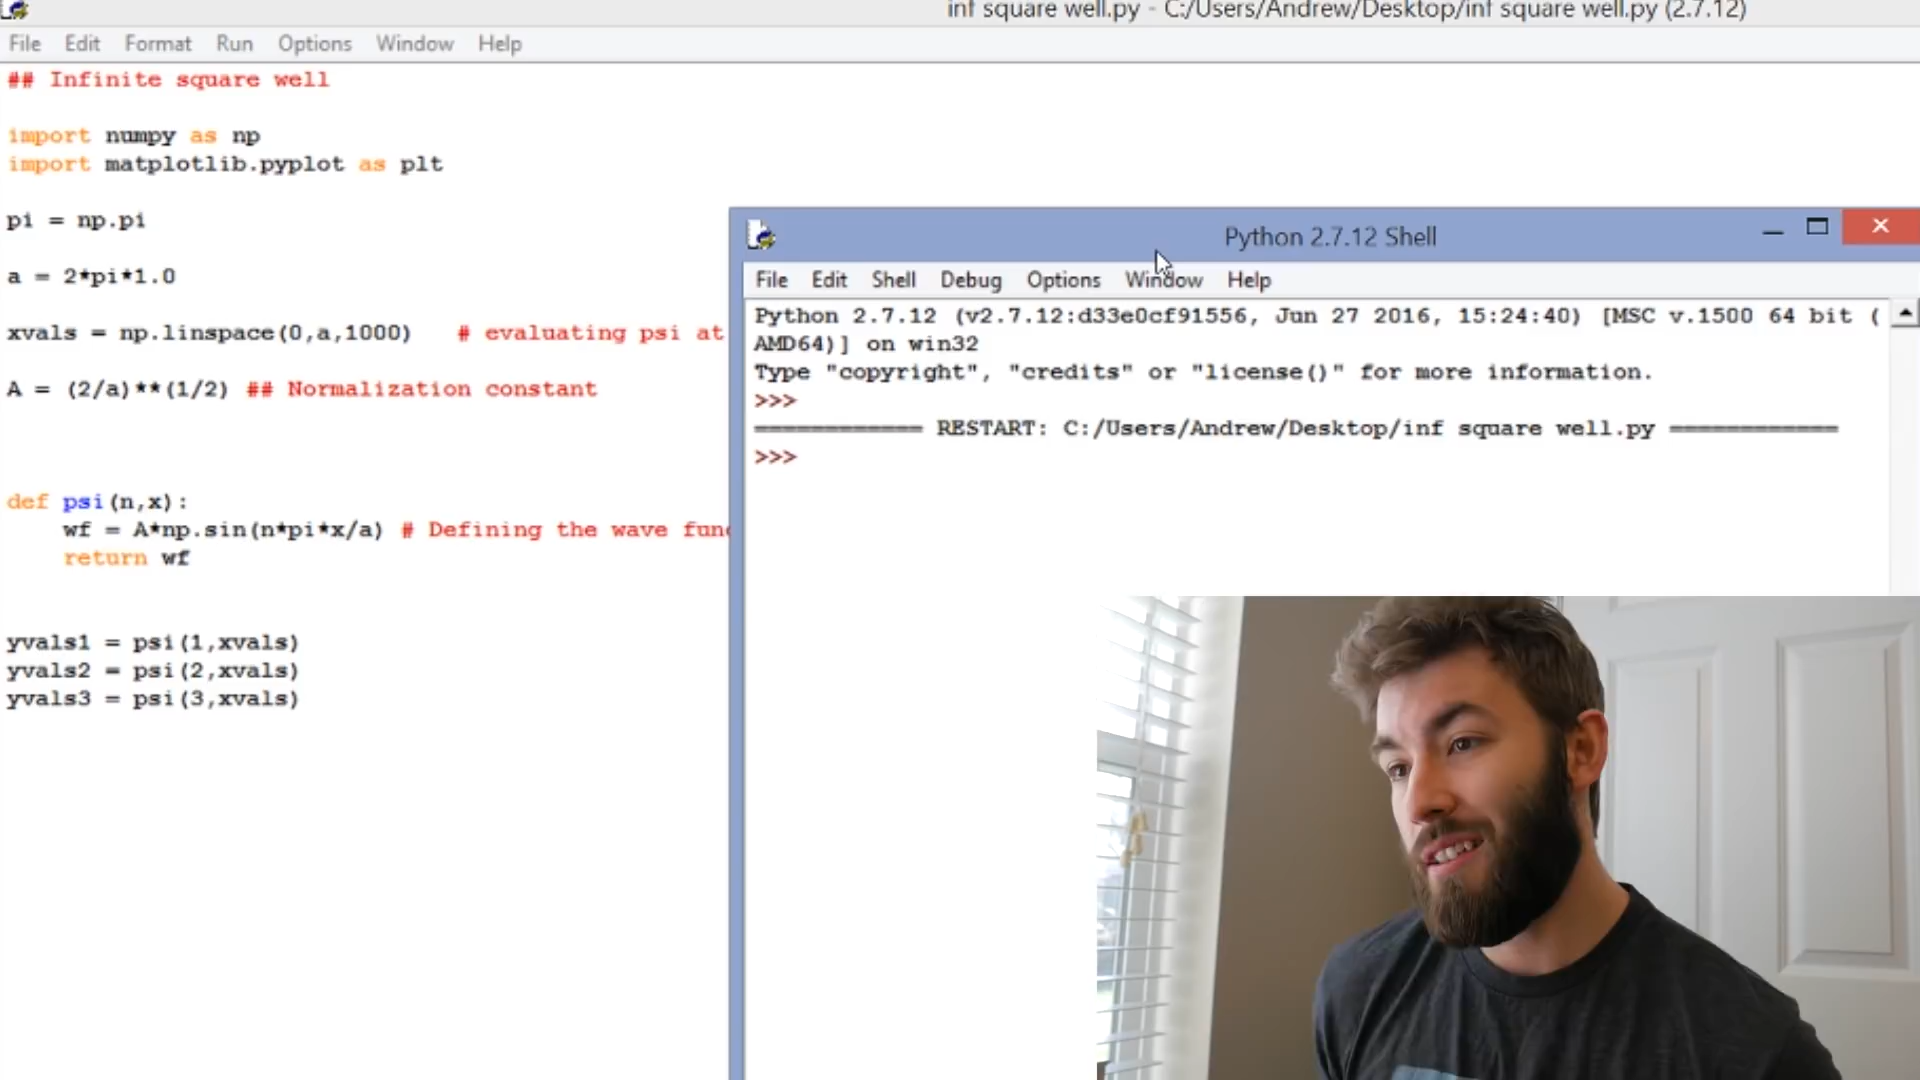 inf square well.py - C:/Users/Andrew/Desktop/inf square well.py (2.7.12)
File Edit Format Run Options Window Help
## Infinite square well
import numpy as np
import matplotlib.pyplot as plt
pi = np.pi
a = 2*pi*1.0
xvals = np.linspace(0,a,1000) # evaluating psi at
A = (2/a)**(1/2) ## Normalization constant
def psi(n,x):
wf = A*np.sin(n*pi*x/a) # Defining the wave
return wf
yvals1 = psi(1,xvals)
yvals2 = psi(2,xvals)
yvals3 = psi(3,xvals)
Python 2.7.12 Shell
File Edit Shell Debug Options Window Help
Python 2.7.12 (v2.7.12:d33e0cf91556, Jun 27 2016, 15:24:40) [MSC v.1500 64 bit (
AMD64)] on win32
Type "copyright", "credits" or "license()" for more information.
>>>
============ RESTART: C:/Users/Andrew/Desktop/inf square well.py ============
>>>